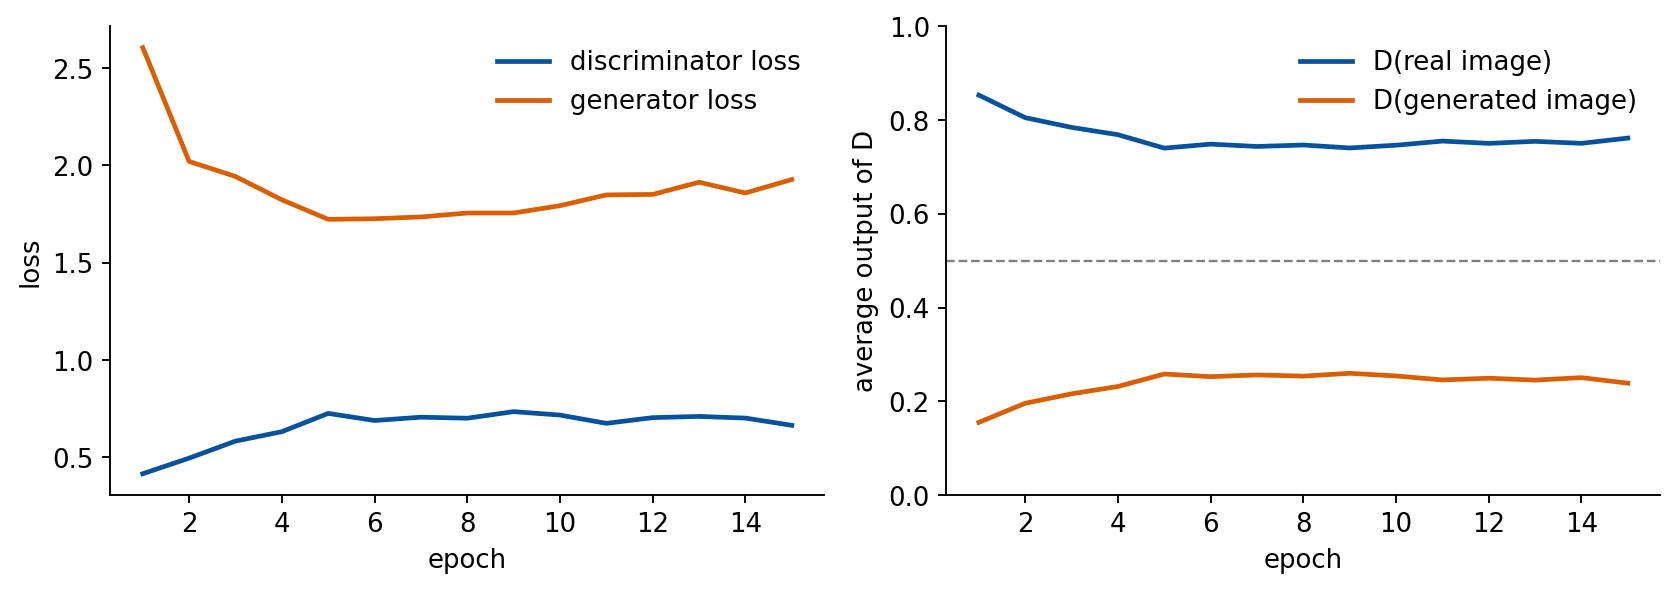 discriminator loss
generator loss
loss
2.5
2.0
1.5
1.0
0.5
2 4 6 8 10 12 14
epoch
D(real image)
D(generated image)
average output of D
1.0
0.8
0.6
0.4
0.2
0.0
2 4 6 8 10 12 14
epoch